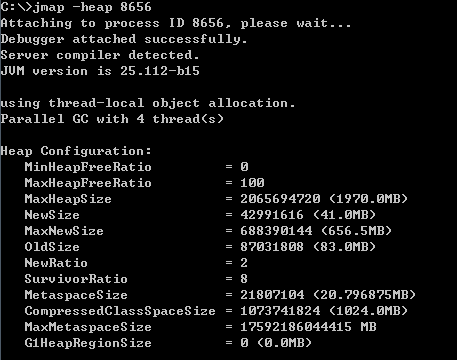 C:\>jmap -heap 8656
Attaching to process ID 8656, please wait...
Debugger attached successfully.
Server compiler detected.
JVM version is 25.112-b15

using thread-local object allocation.
Parallel GC with 4 thread(s)

Heap Configuration:
   MinHeapFreeRatio         = 0
   MaxHeapFreeRatio         = 100
   MaxHeapSize              = 2065694720 (1970.0MB)
   NewSize                  = 42991616 (41.0MB)
   MaxNewSize               = 688390144 (656.5MB)
   OldSize                  = 87031808 (83.0MB)
   NewRatio                 = 2
   SurvivorRatio            = 8
   MetaspaceSize            = 21807104 (20.796875MB)
   CompressedClassSpaceSize = 1073741824 (1024.0MB)
   MaxMetaspaceSize         = 17592186044415 MB
   G1HeapRegionSize         = 0 (0.0MB)